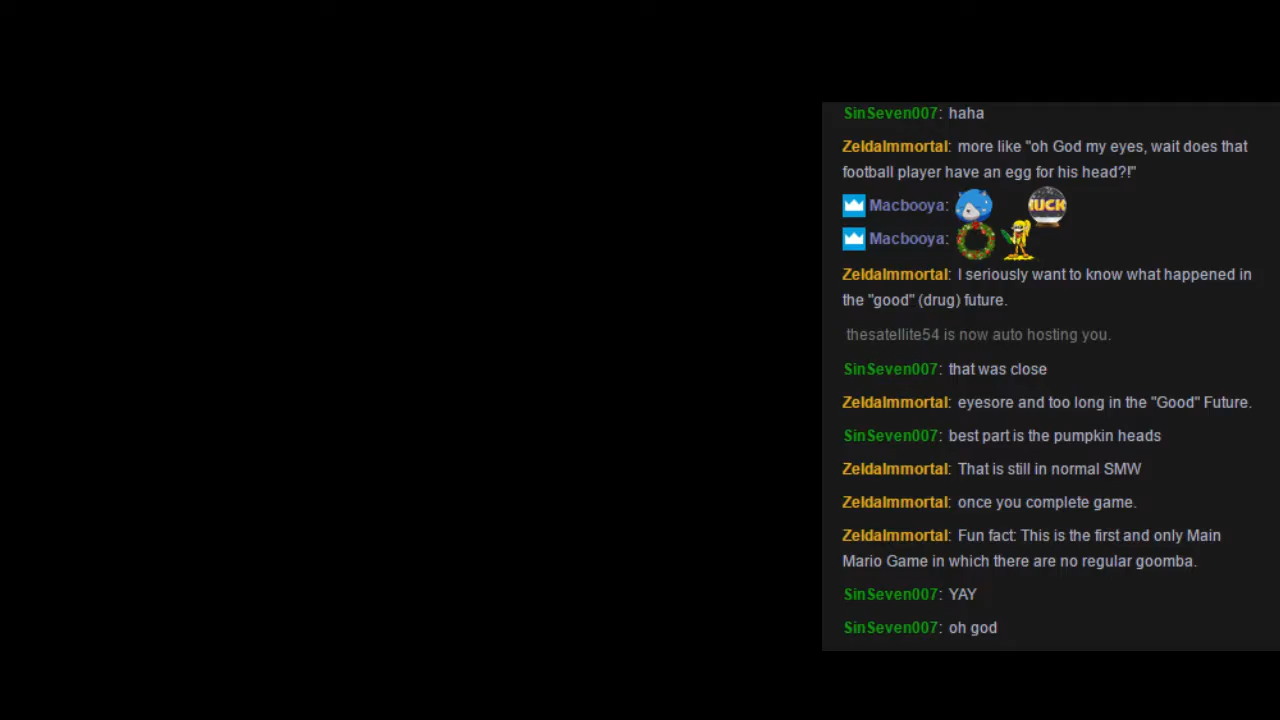 SinSeven007: haha
ZeldaImmortal: more like "oh God my eyes, wait does that
football player have an egg for his head?!"
Macbooya: UCK
Macbooya:
ZeldaImmortal: I seriously want to know what happened in
the "good" (drug) future.
thesatellite54 is now auto hosting you.
SinSeven007: that was close
ZeldaImmortal: eyesore and too long in the "Good" Future.
SinSeven007: best part is the pumpkin heads
ZeldaImmortal: That is still in normal SMW
ZeldaImmortal: once you complete game.
ZeldaImmortal: Fun fact: This is the first and only Main
Mario Game in which there are no regular goomba.
SinSeven007: YAY
SinSeven007: oh god